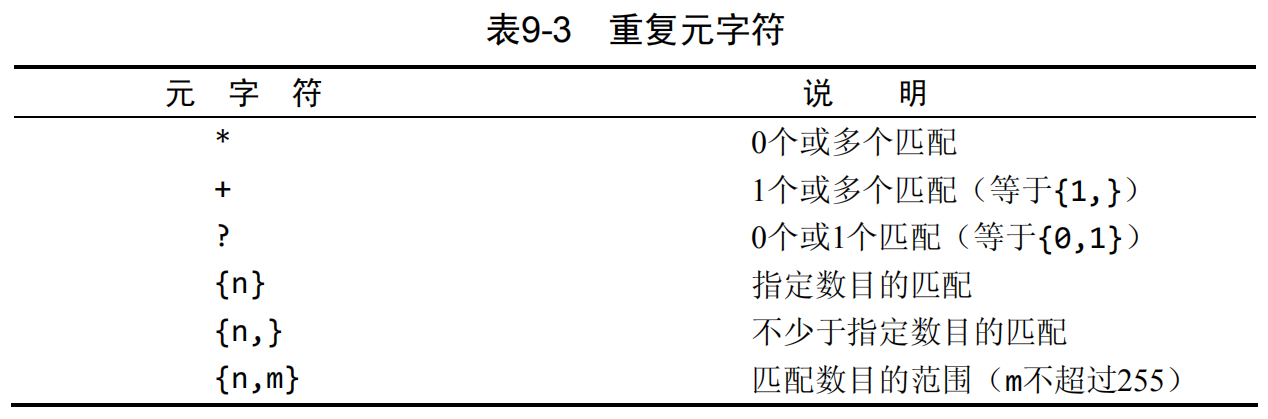 表9-3 重复元字符
元 字 符 说 明
* 0个或多个匹配
+ 1个或多个匹配（等于{1,}）
? 0个或1个匹配（等于{0,1}）
{n} 指定数目的匹配
{n,} 不少于指定数目的匹配
{n,m} 匹配数目的范围（m不超过255）